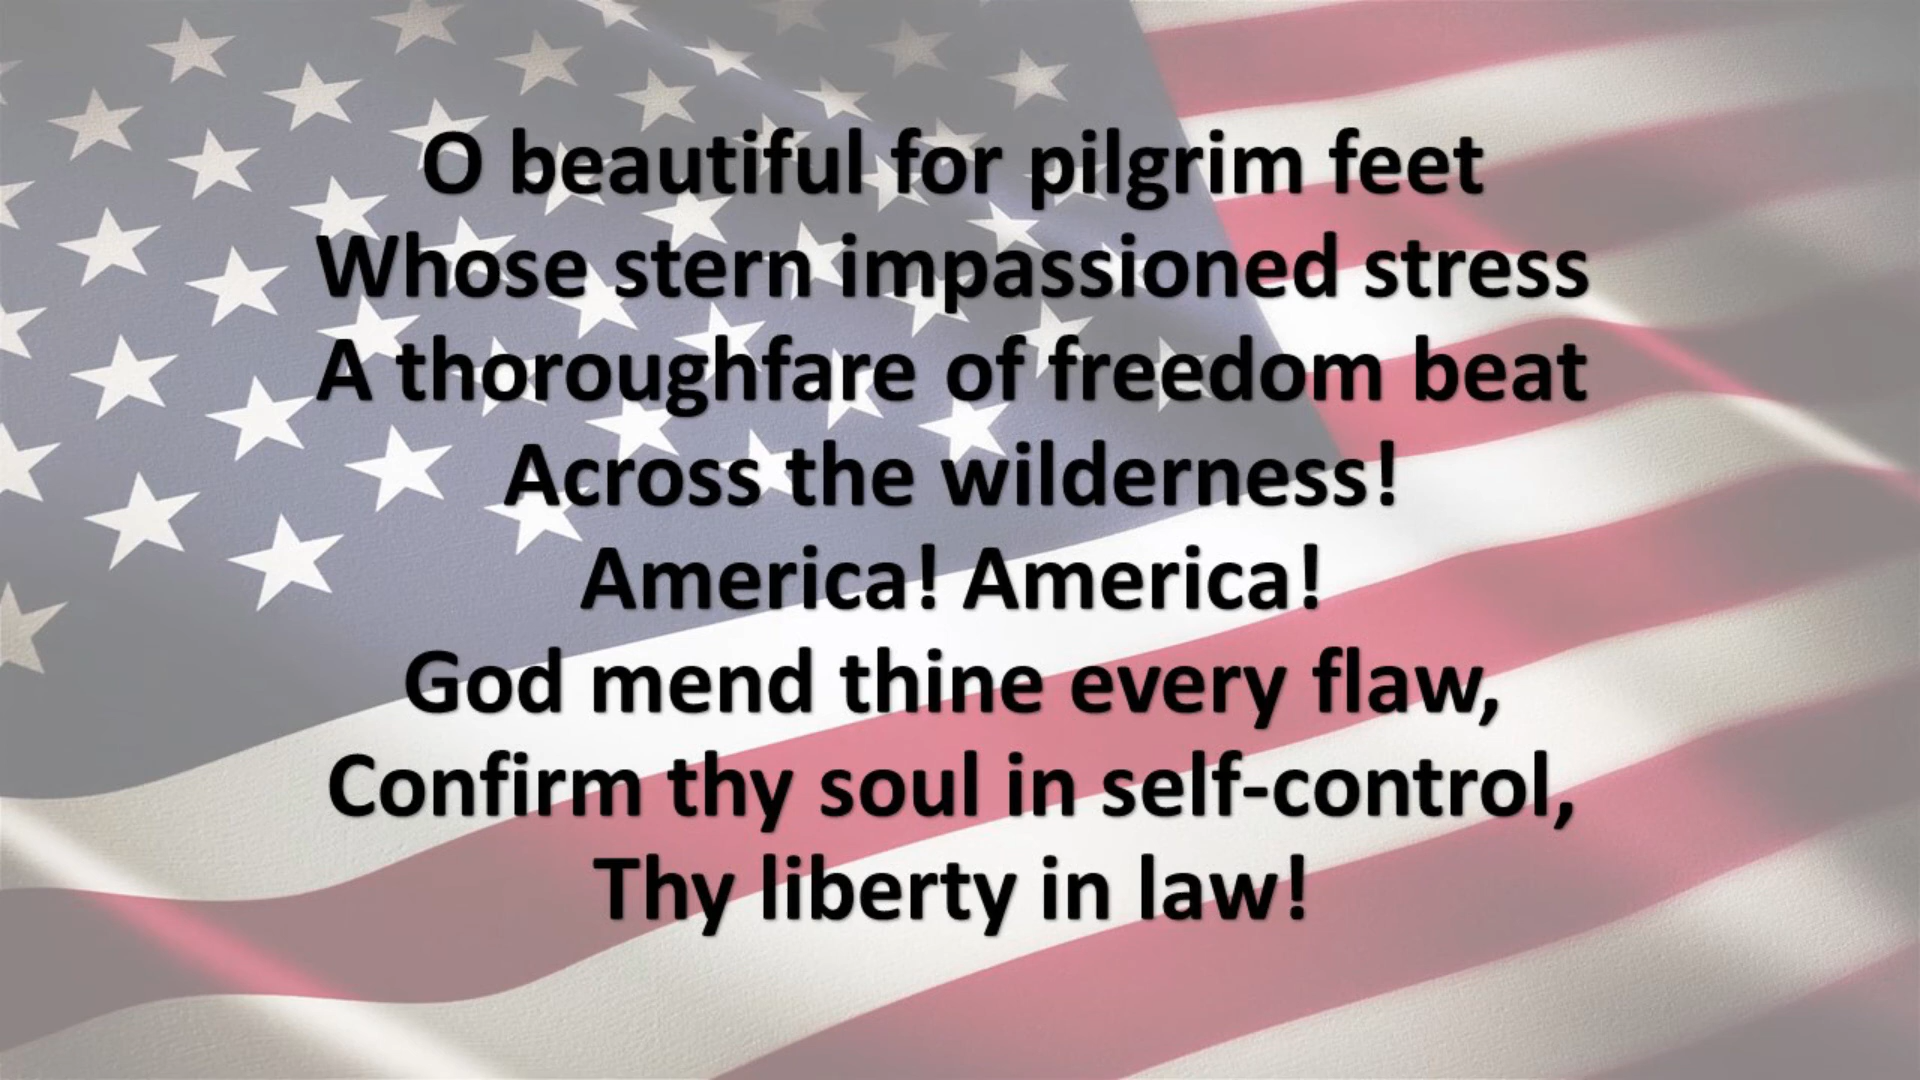 O beautiful for pilgrim feet
Whose stern impassioned stress
A thoroughfare of freedom beat
Across the wilderness!
America! America!
God mend thine every flaw,
Confirm thy soul in self-control,
Thy liberty in law!